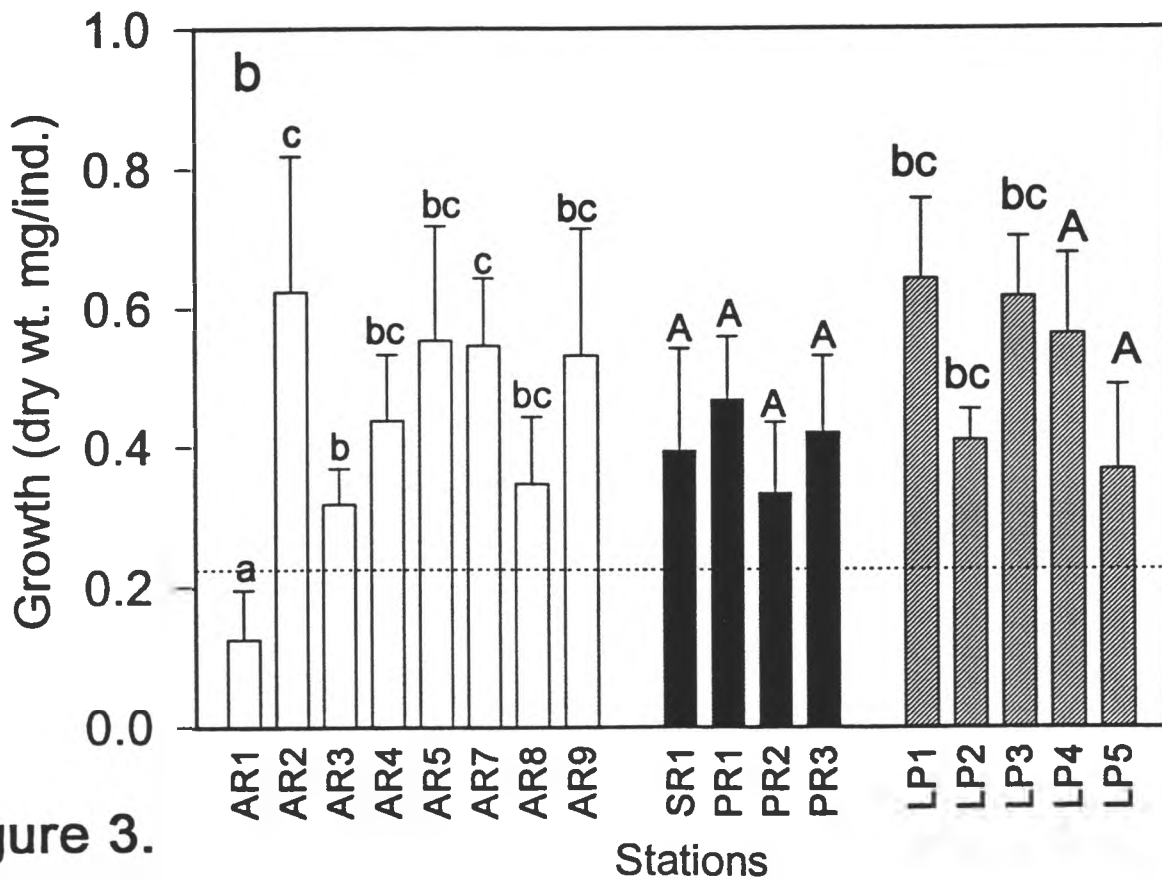 1.0
0.8
0.6
0.4
0.2
0.0
Growth (dry wt. mg/ind.)
b
a
c
b
bc
bc
c
bc
bc
A
A
A
A
bc
bc
bc
A
A
AR1
AR2
AR3
AR4
AR5
AR7
AR8
AR9
SR1
PR1
PR2
PR3
LP1
LP2
LP3
LP4
LP5
Stations
gure 3.